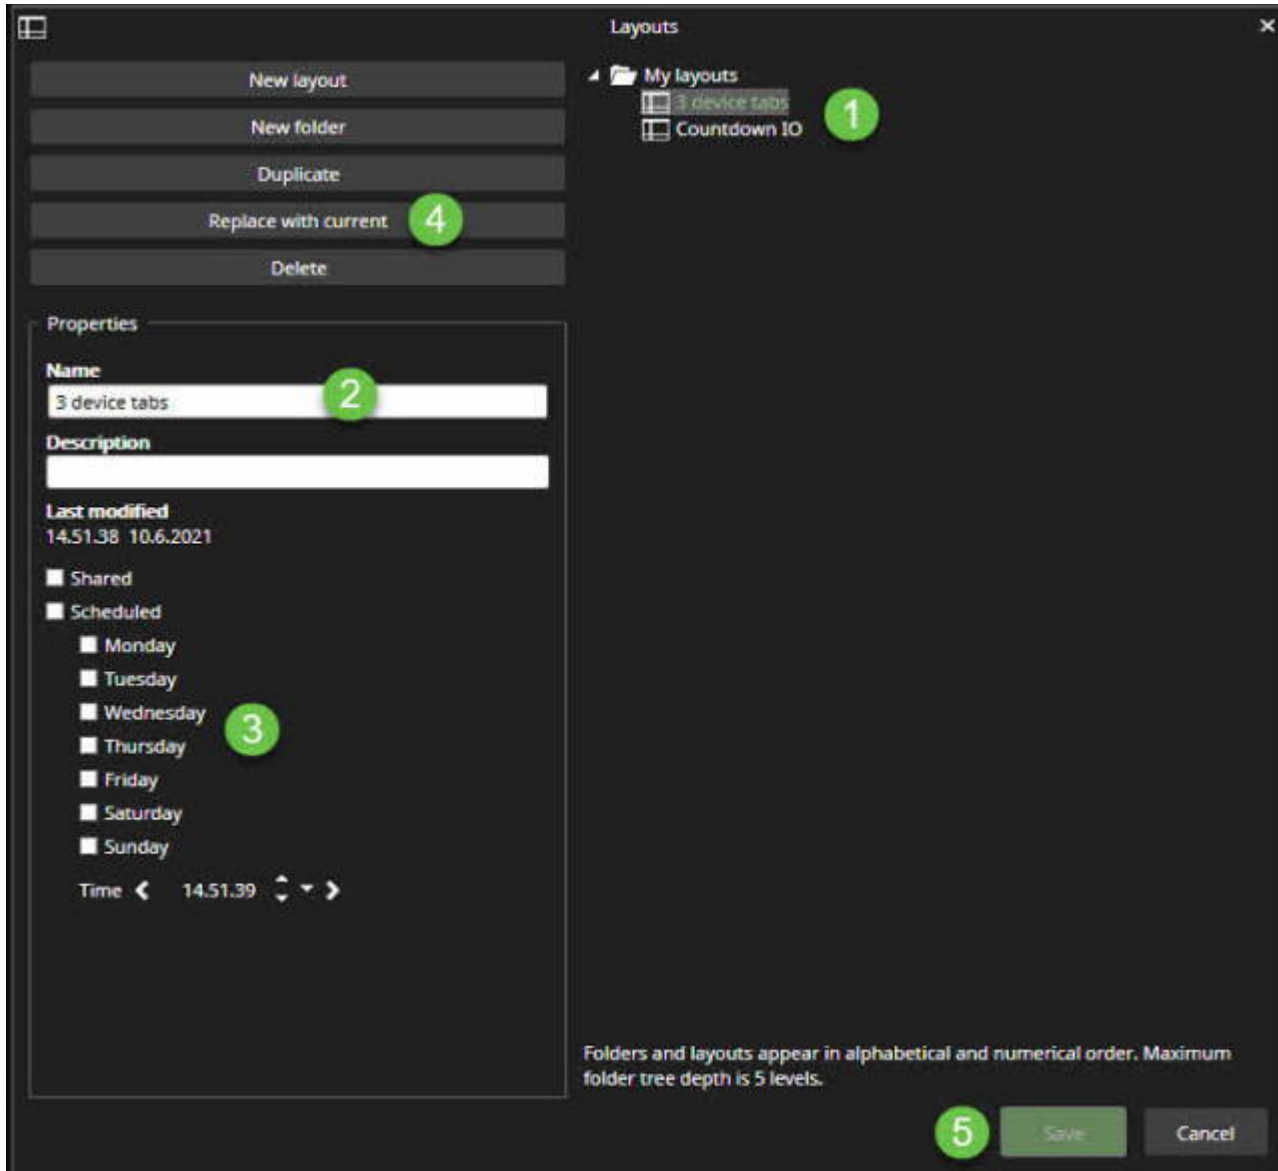 Layouts
New layout
New folder
Duplicate
Replace with current 4
Delete
Properties
Name
3 device tabs 2
Description
Last modified
14.51.38 10.6.2021
Shared
Scheduled
Monday
Tuesday
Wednesday
3
Thursday
Friday
Saturday
Sunday
Time 14.51.39
My layouts
3 device tabs
1
Countdown IO
Folders and layouts appear in alphabetical and numerical order. Maximum
folder tree depth is 5 levels.
5 Save Cancel